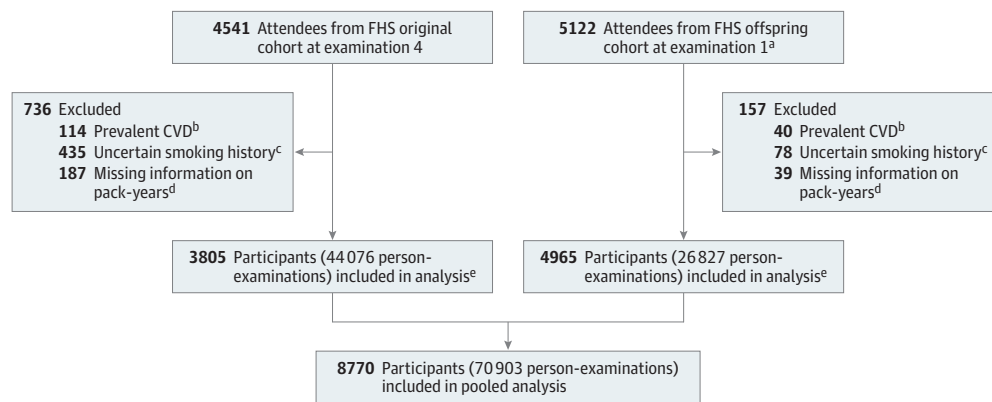 4541 Attendees from FHS original
cohort at examination 4
5122 Attendees from FHS offspring
cohort at examination 1a
736 Excluded
114 Prevalent CVDb
435 Uncertain smoking historyc
187 Missing information on
pack-yearsd
157 Excluded
40 Prevalent CVDb
78 Uncertain smoking historyc
39 Missing information on
pack-yearsd
3805 Participants (44 076 person-
examinations) included in analysise
4965 Participants (26 827 person-
examinations) included in analysise
8770 Participants (70 903 person-examinations)
included in pooled analysis